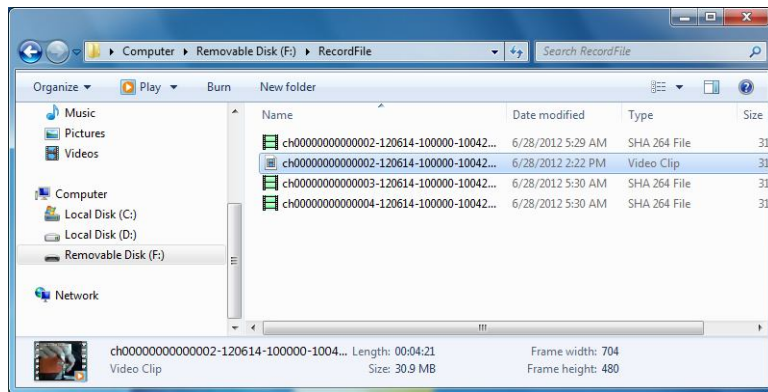 Computer Removable Disk (F:) RecordFile Search RecordFile
Organize Play Burn New folder
Music
Pictures
Videos
Computer
Local Disk (C:)
Local Disk (D:)
Removable Disk (F:)
Network
Name Date modified Type Size
ch00000000000002-120614-100000-10042... 6/28/2012 5:29 AM SHA 264 File 31
ch00000000000002-120614-100000-10042... 6/28/2012 2:22 PM Video Clip 31
ch00000000000003-120614-100000-10042... 6/28/2012 5:30 AM SHA 264 File 31
ch00000000000004-120614-100000-10042... 6/28/2012 5:30 AM SHA 264 File 31
ch00000000000002-120614-100000-1004... Length: 00:04:21 Frame width: 704
Video Clip Size: 30.9 MB Frame height: 480